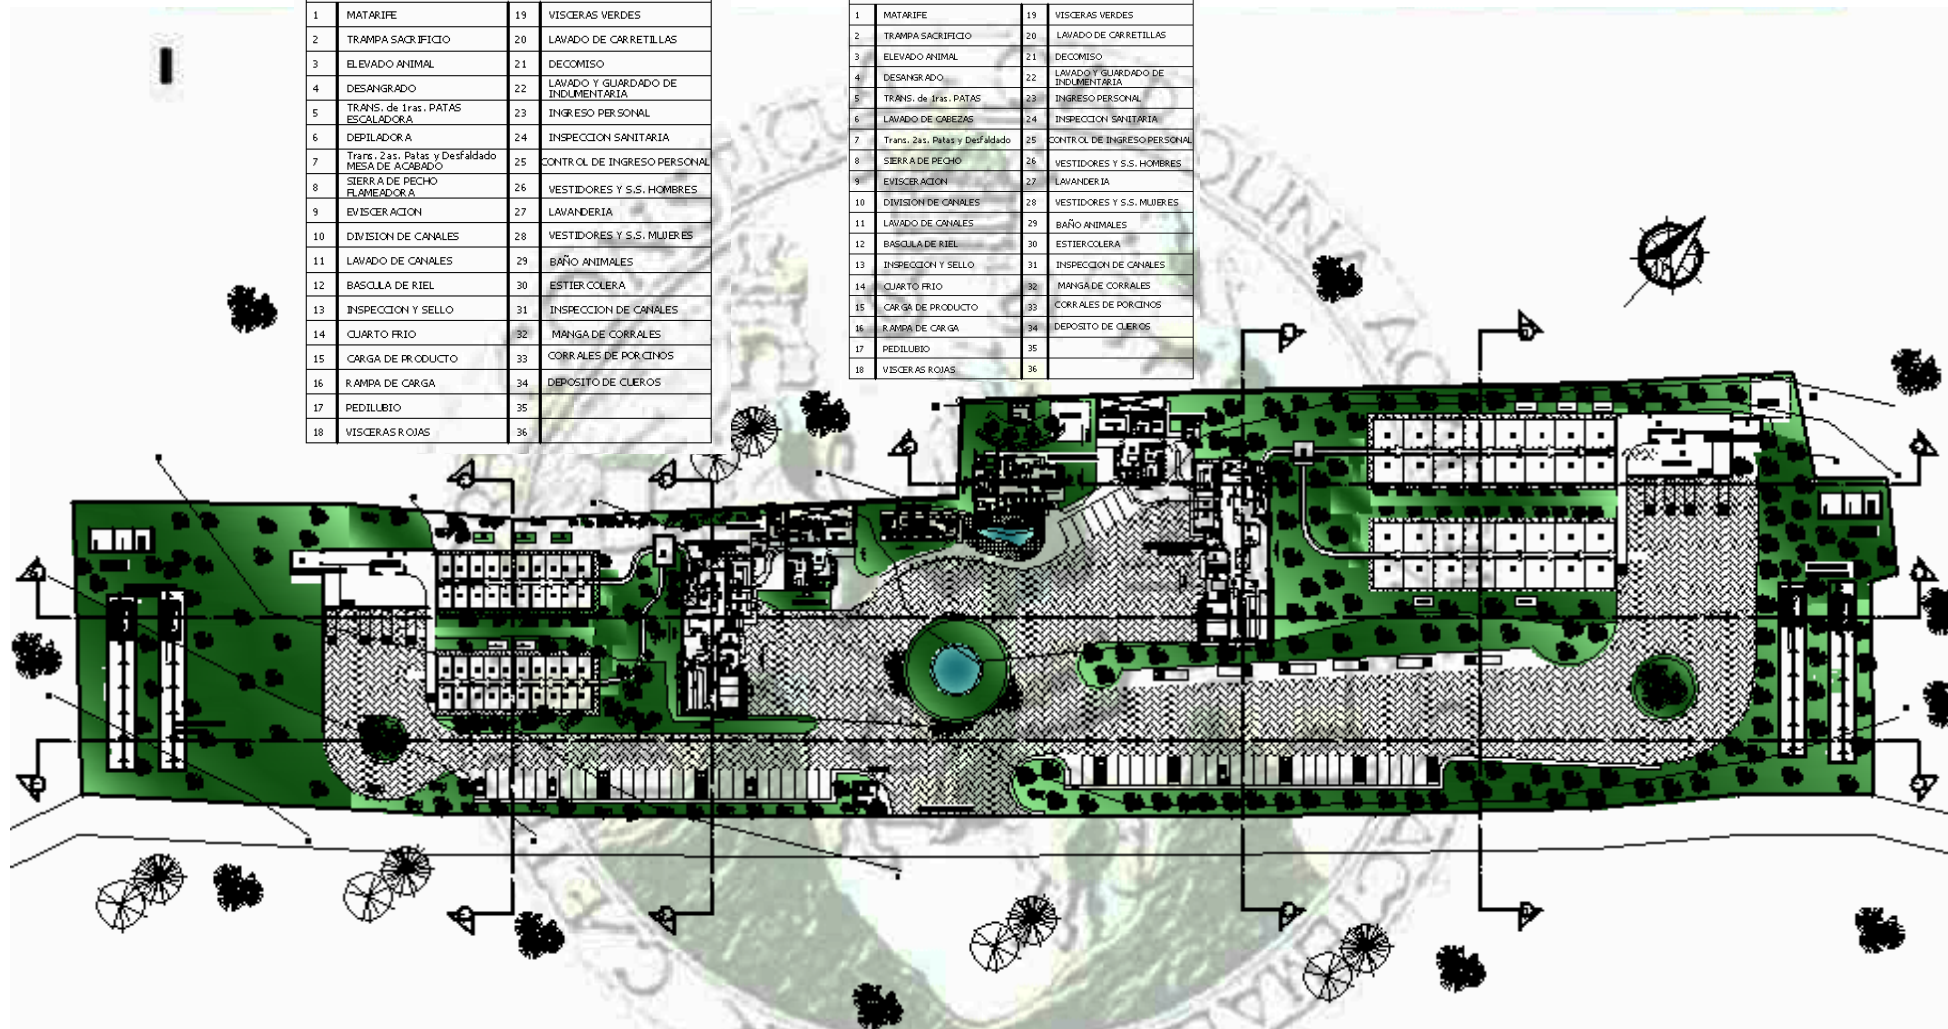 1 MATARIFE 19 VISCERAS VERDES
2 TRAMPA SACRIFICIO 20 LAVADO DE CARRETILLAS
3 ELEVADO ANIMAL 21 DECOMISO
4 DESANGRADO 22 LAVADO Y GUARDADO DE
INDUMENTARIA
5 TRANS. de 1ras. PATAS
ESCALADORA 23 INGRESO PERSONAL
6 DEPILADORA 24 INSPECCION SANITARIA
7 Trans. 2as. Patas y Desfaldado
MESA DE ACABADO 25 CONTROL DE INGRESO PERSONAL
8 SIERRA DE PECHO
FLAMEADORA 26 VESTIDORES Y S.S. HOMBRES
9 EVISCERACION 27 LAVANDERIA
10 DIVISION DE CANALES 28 VESTIDORES Y S.S. MUJERES
11 LAVADO DE CANALES 29 BAÑO ANIMALES
12 BASCULA DE RIEL 30 ESTIERCOLERA
13 INSPECCION Y SELLO 31 INSPECCION DE CANALES
14 CUARTO FRIO 32 MANGA DE CORRALES
15 CARGA DE PRODUCTO 33 CORRALES DE PORCINOS
16 RAMPA DE CARGA 34 DEPOSITO DE CUEROS
17 PEDILUBIO 35
18 VISCERAS ROJAS 36
1 MATARIFE 19 VISCERAS VERDES
2 TRAMPA SACRIFICIO 20 LAVADO DE CARRETILLAS
3 ELEVADO ANIMAL 21 DECOMISO
4 DESANGRADO 22 LAVADO Y GUARDADO DE
INDUMENTARIA
5 TRANS. de 1ras. PATAS 23 INGRESO PERSONAL
6 LAVADO DE CABEZAS 24 INSPECCION SANITARIA
7 Trans. 2as. Patas y Desfaldado 25 CONTROL DE INGRESO PERSONAL
8 SIERRA DE PECHO 26 VESTIDORES Y S.S. HOMBRES
9 EVISCERACION 27 LAVANDERIA
10 DIVISION DE CANALES 28 VESTIDORES Y S.S. MUJERES
11 LAVADO DE CANALES 29 BAÑO ANIMALES
12 BASCULA DE RIEL 30 ESTIERCOLERA
13 INSPECCION Y SELLO 31 INSPECCION DE CANALES
14 CUARTO FRIO 32 MANGA DE CORRALES
15 CARGA DE PRODUCTO 33 CORRALES DE PORCINOS
16 RAMPA DE CARGA 34 DEPOSITO DE CUEROS
17 PEDILUBIO 35
18 VISCERAS ROJAS 36